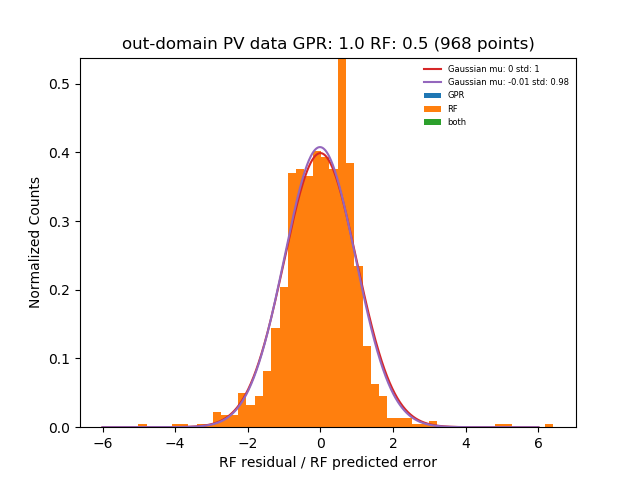 out-domain PV data GPR: 1.0 RF: 0.5 (968 points)
Gaussian mu: 0 std: 1
Gaussian mu: -0.01 std: 0.98
GPR
RF
both
Normalized Counts
0.5
0.4
0.3
0.2
0.1
0.0
−6 −4 −2 0 2 4 6
RF residual / RF predicted error